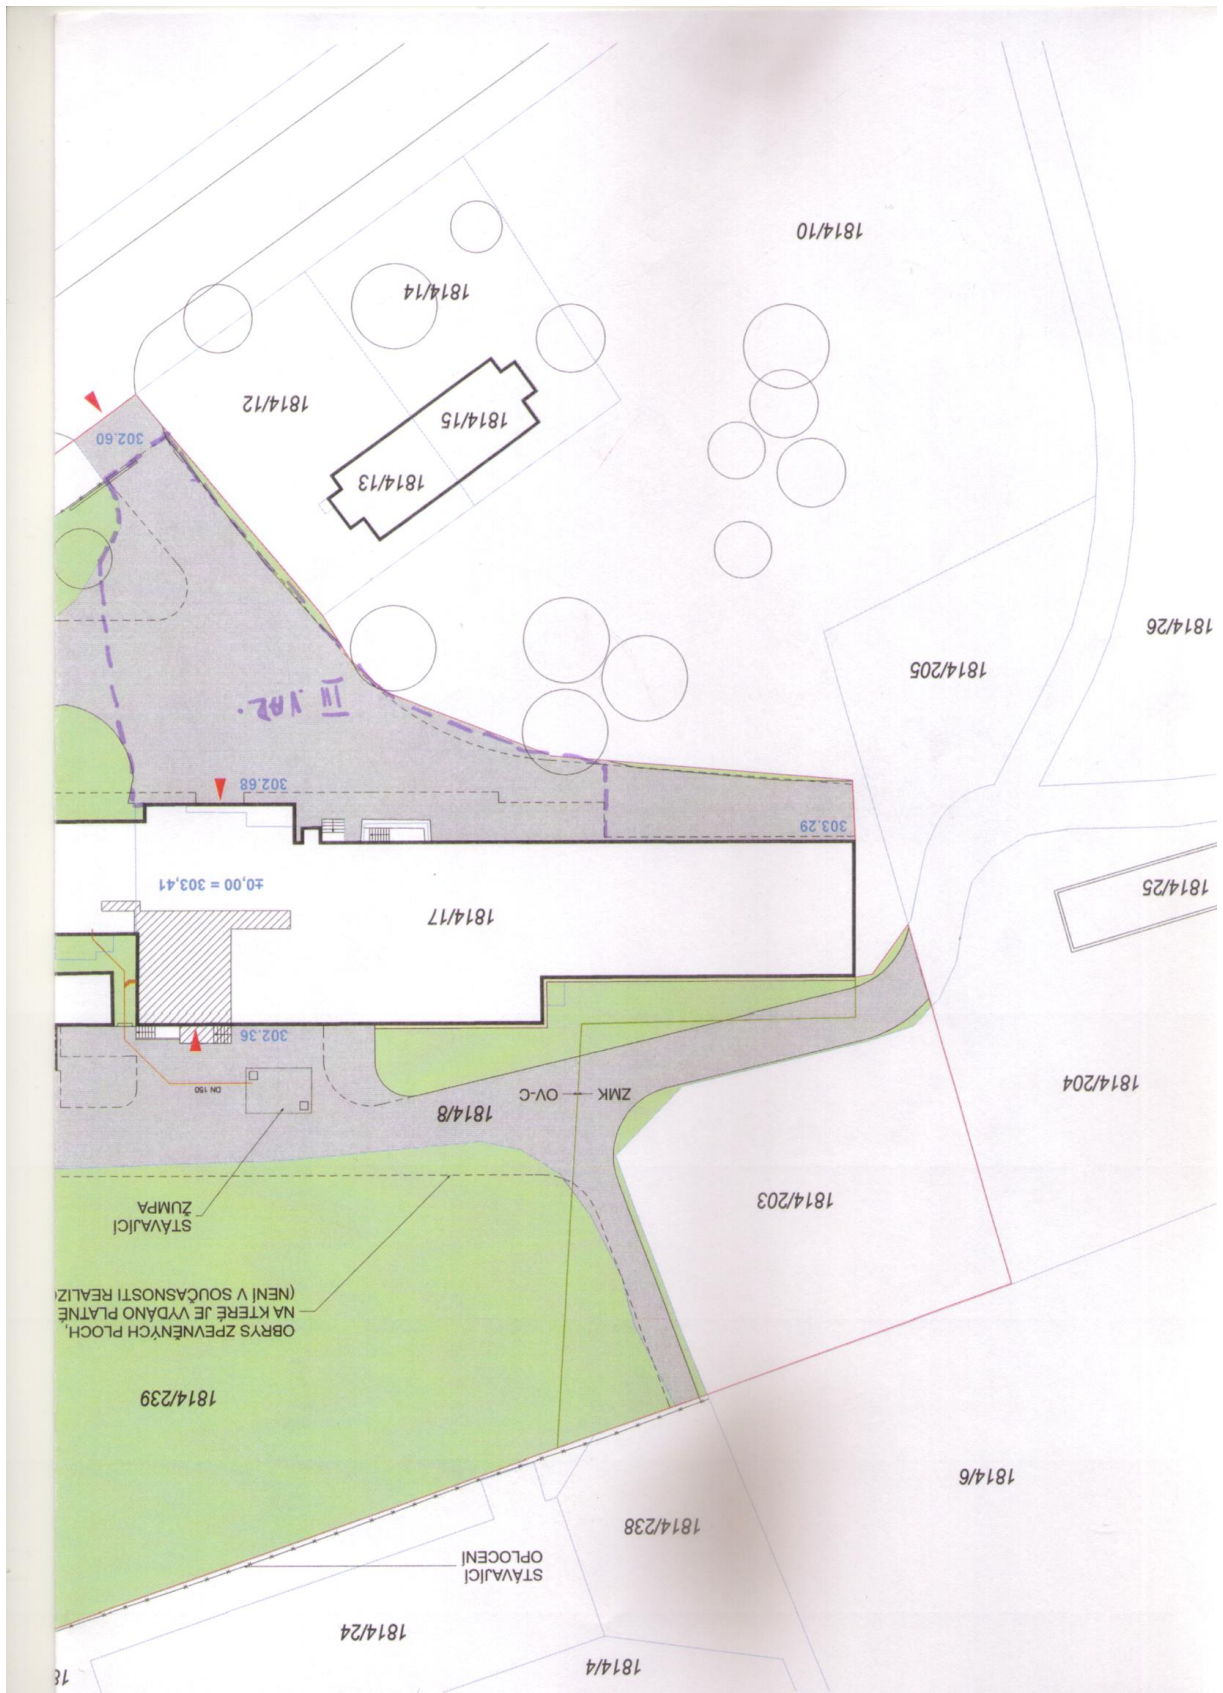 1814/4
1814/24
STÁVAJÍCÍ
OPLOCENÍ
1814/238
1814/6
1814/239
OBRYS ZPEVNĚNÝCH PLOCH,
NA KTERÉ JE VYDÁNO PLATNÉ
(NENÍ V SOUČASNOSTI
STÁVAJÍCÍ
ŽUMPA
1814/203
1814/8
ZMK OV-C
DN 150
1814/204
302.36
1814/17
±0,00 = 303,41
1814/25
303.29
302.68
III. VAR.
1814/205
1814/26
1814/13
302.60
1814/15
1814/12
1814/14
1814/10